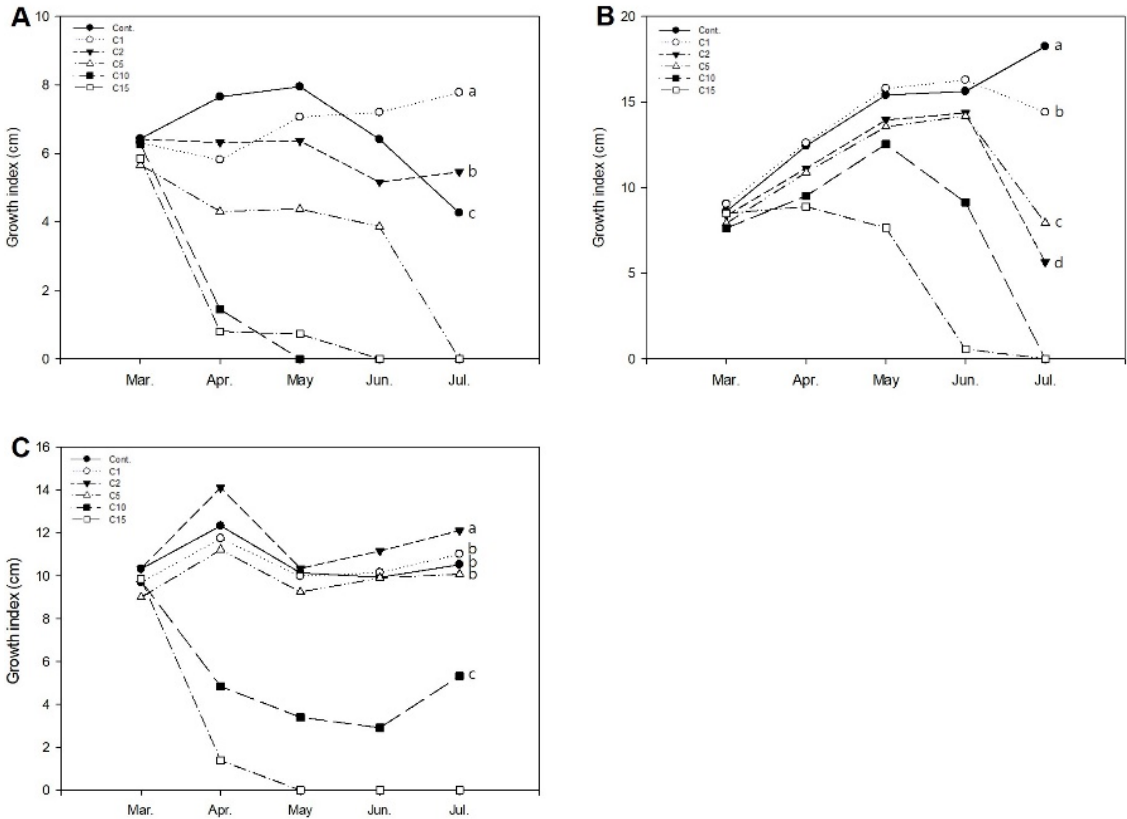 A
Growth index (cm)
10
8
6
4
2
0
Cont.
C1
C2
C5
C10
C15
a
b
c
Mar.
Apr.
May
Jun.
Jul.
B
Growth index (cm)
20
15
10
5
0
Cont.
C1
C2
C5
C10
C15
a
b
c
d
Mar.
Apr.
May
Jun.
Jul.
C
Growth index (cm)
16
14
12
10
8
6
4
2
0
Cont.
C1
C2
C5
C10
C15
a
b
b
b
c
Mar.
Apr.
May
Jun.
Jul.